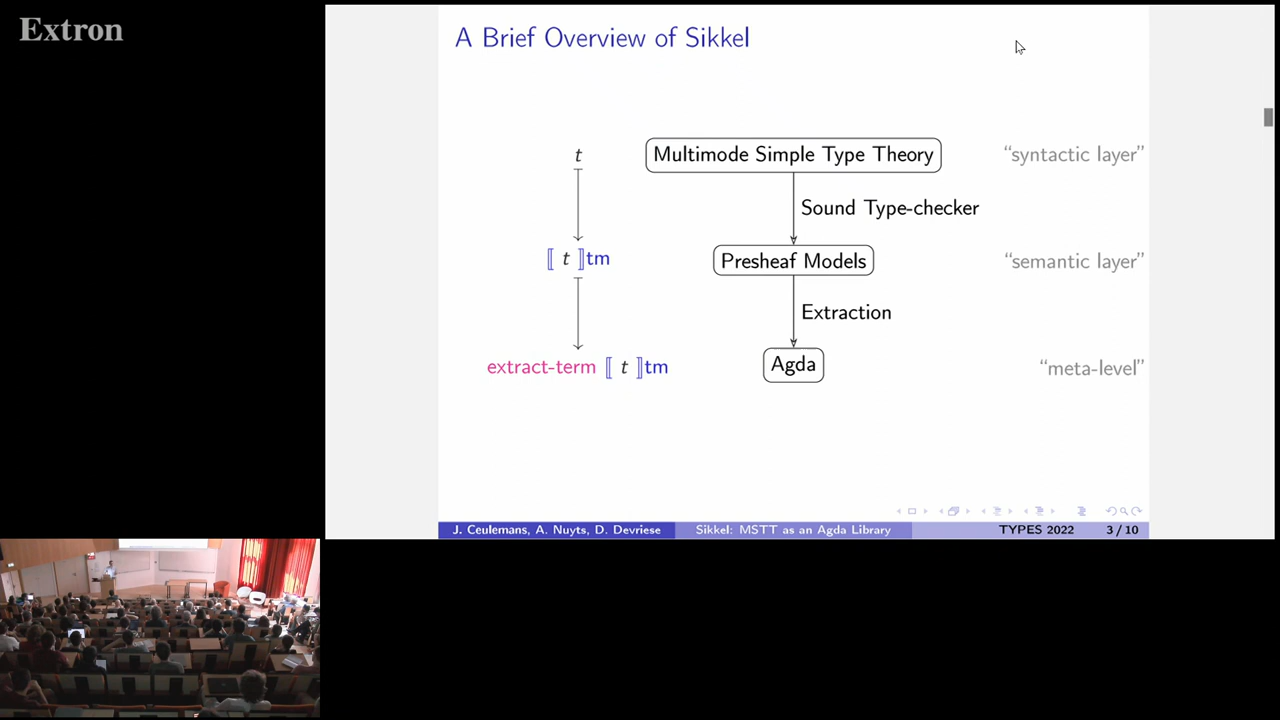 Extron
A Brief Overview of Sikkel
t
Multimode Simple Type Theory
“syntactic layer”
Sound Type-checker
⟦ t ⟧tm
Presheaf Models
“semantic layer”
Extraction
extract-term ⟦ t ⟧tm
Agda
“meta-level”
J. Ceulemans, A. Nuyts, D. Devriese
Sikkel: MSTT as an Agda Library
TYPES 2022
3 / 10